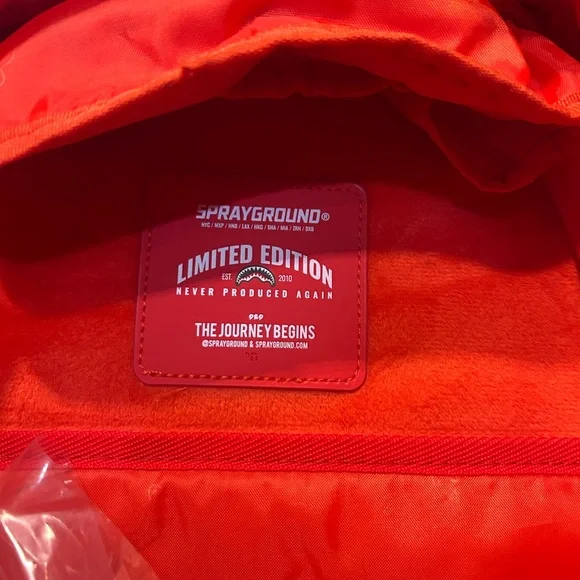 SPRAYGROUND®
NYC / MXP / HND / LAX / HKG / SHA / MIA / ZRH / DXB
LIMITED EDITION
EST. 2010
NEVER PRODUCED AGAIN
THE JOURNEY BEGINS
@SPRAYGROUND & SPRAYGROUND.COM